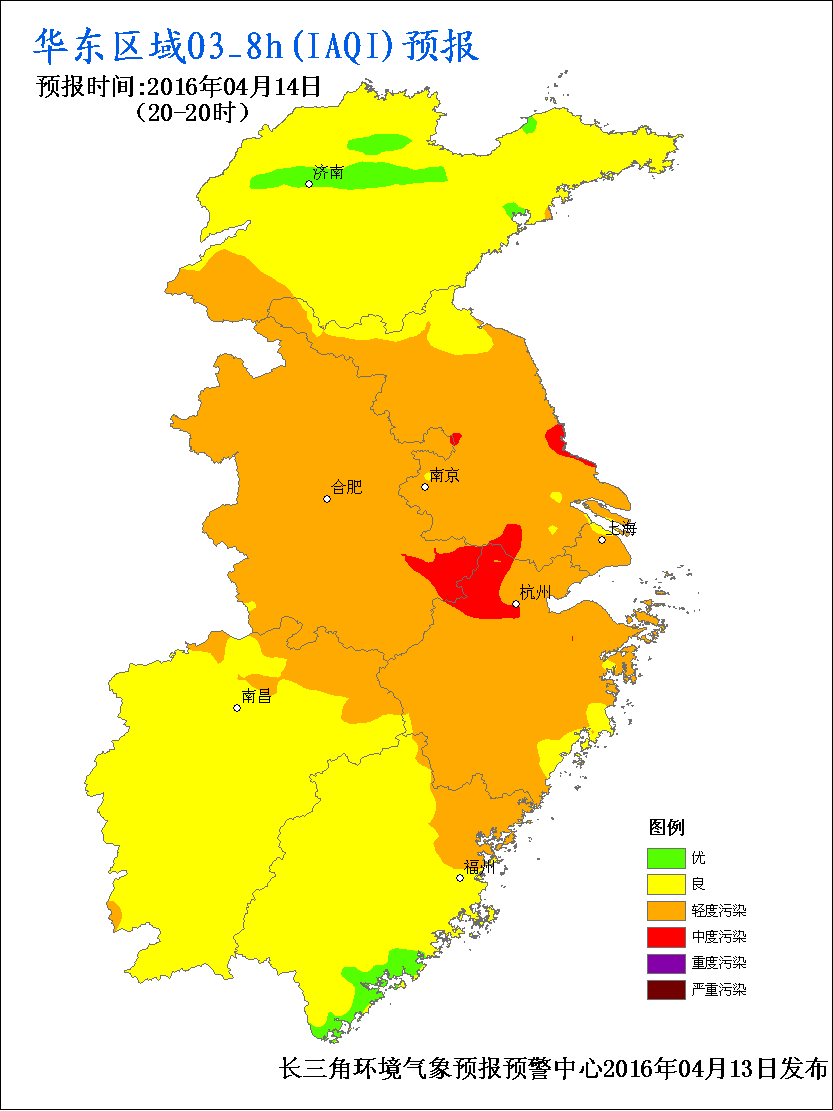 华东区域O3_8h(IAQI)预报
预报时间:2016年04月14日
(20-20时)
济南
南京
合肥
上海
杭州
南昌
福州
图例
优
良
轻度污染
中度污染
重度污染
严重污染
长三角环境气象预报预警中心2016年04月13日发布